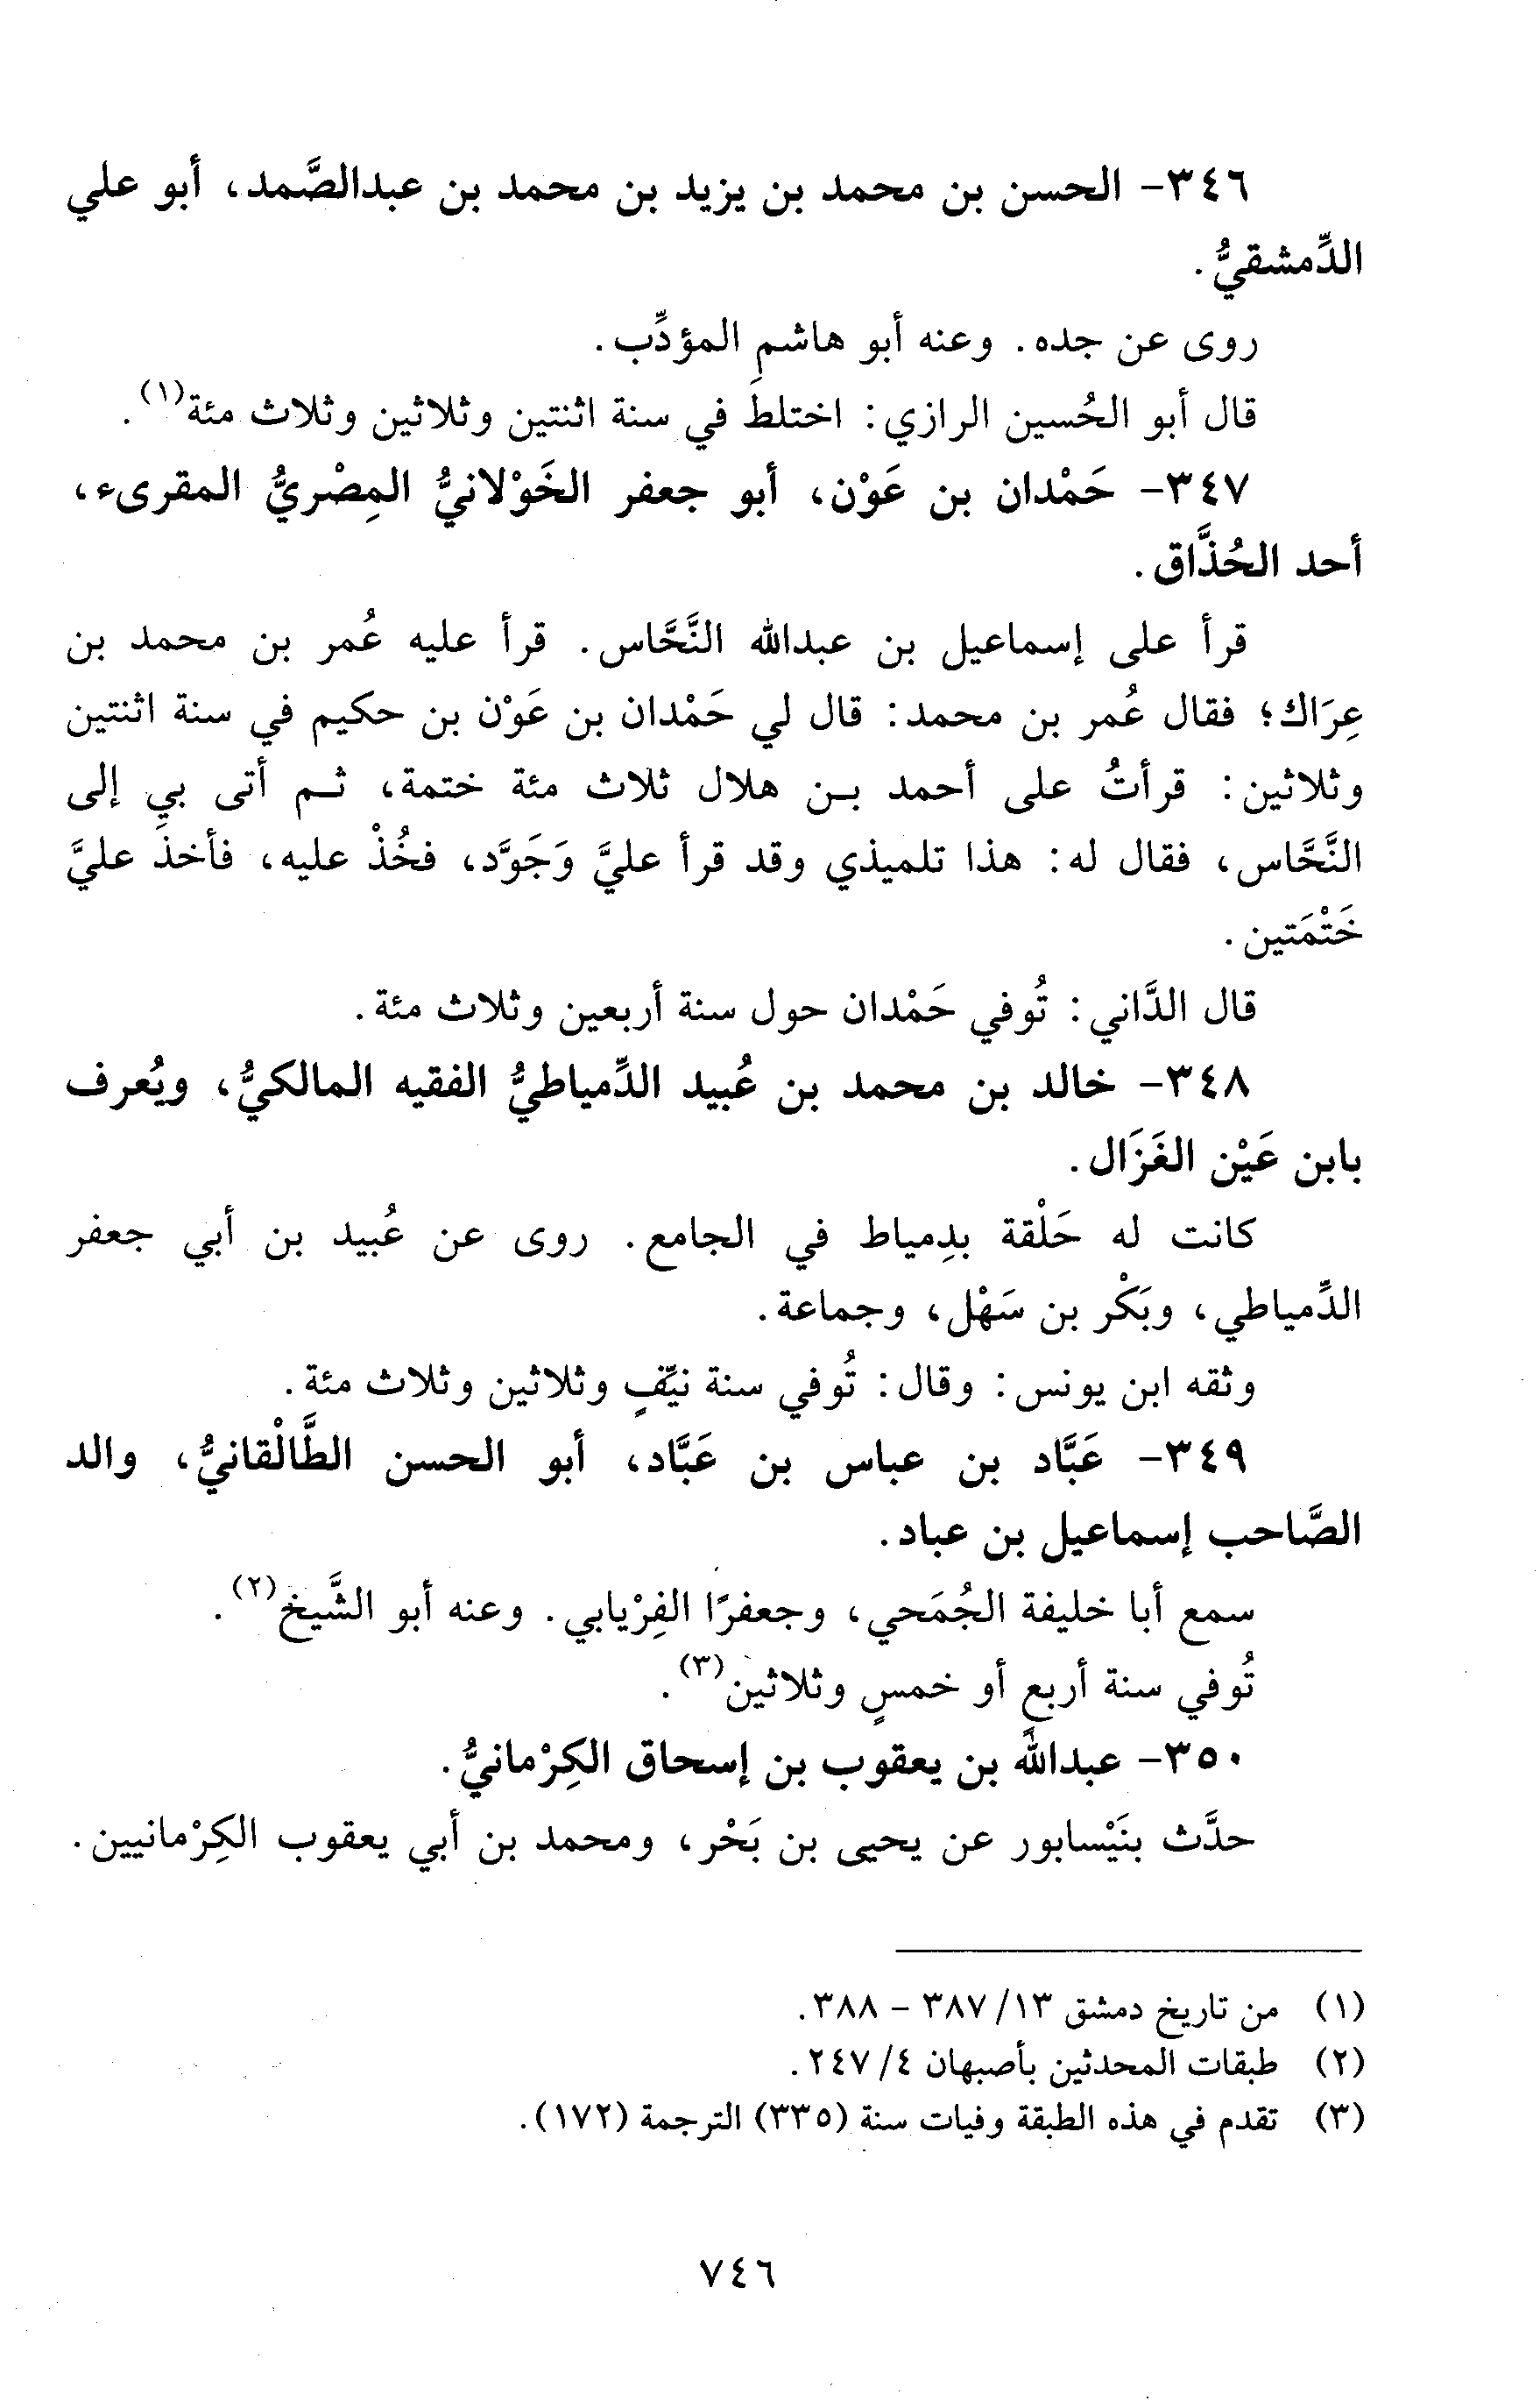 ٣٤٦- الحسن بن محمد بن يزيد بن محمد بن عبدالصَّمد، أبو علي
الدِّمشقيُّ.
روى عن جده. وعنه أبو هاشمٍ المؤدِّب.
قال أبو الحُسين الرازي: اختلطَ في سنة اثنتين وثلاثين وثلاث مئة(١).
٣٤٧- حَمْدان بن عَوْن، أبو جعفر الخَوْلانيُّ المِصْريُّ المقرىء،
أحد الحُذَّاق.
قرأ على إسماعيل بن عبدالله النَّحَّاس. قرأ عليه عُمر بن محمد بن
عِرَاك؛ فقال عُمر بن محمد: قال لي حَمْدان بن عَوْن بن حكيم في سنة اثنتين
وثلاثين: قرأتُ على أحمد بن هلال ثلاث مئة ختمة، ثم أتى بي إلى
النَّحَّاس، فقال له: هذا تلميذي وقد قرأ عليَّ وَجَوَّد، فخُذْ عليه، فأخذَ عليَّ
خَتْمَتين.
قال الدَّاني: تُوفي حَمْدان حول سنة أربعين وثلاث مئة.
٣٤٨- خالد بن محمد بن عُبيد الدِّمياطيُّ الفقيه المالكيُّ، ويُعرف
بابن عَيْن الغَزَال.
كانت له حَلْقة بدِمياط في الجامع. روى عن عُبيد بن أبي جعفر
الدِّمياطي، وبَكْر بن سَهْل، وجماعة.
وثقه ابن يونس: وقال: تُوفي سنة نيِّفٍ وثلاثين وثلاث مئة.
٣٤٩- عَبَّاد بن عباس بن عَبَّاد، أبو الحسن الطَّالْقانيُّ، والد
الصَّاحب إسماعيل بن عباد.
سمع أبا خليفة الجُمَحي، وجعفرًا الفِرْيابي. وعنه أبو الشَّيخ(٢).
تُوفي سنة أربعٍ أو خمسٍ وثلاثين(٣).
٣٥٠- عبدالله بن يعقوب بن إسحاق الكِرْمانيُّ.
حدَّث بنَيْسابور عن يحيى بن بَحْر، ومحمد بن أبي يعقوب الكِرْمانيين.
(١) من تاريخ دمشق ١٣/ ٣٨٧ - ٣٨٨.
(٢) طبقات المحدثين بأصبهان ٤/ ٢٤٧.
(٣) تقدم في هذه الطبقة وفيات سنة (٣٣٥) الترجمة (١٧٢).
٧٤٦